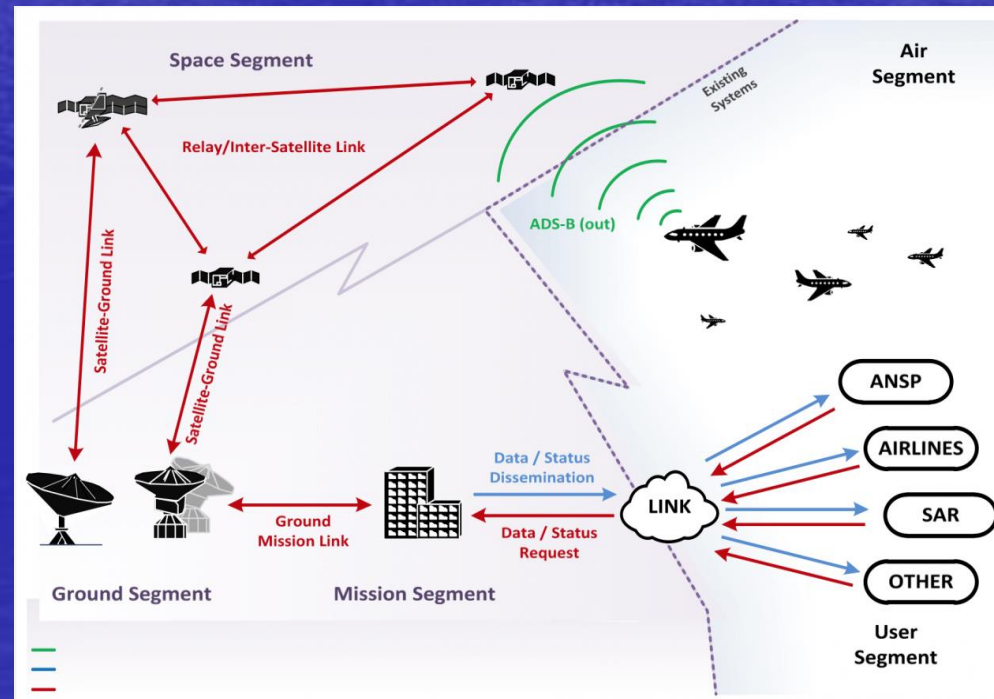 Space Segment
Air
Segment
Existing
Systems
Relay/Inter-Satellite Link
ADS-B (out)
Satellite-Ground Link
Satellite-Ground Link
ANSP
AIRLINES
Data / Status
Dissemination
LINK
SAR
Ground
Mission Link
Data / Status
Request
OTHER
Ground Segment
Mission Segment
User
Segment